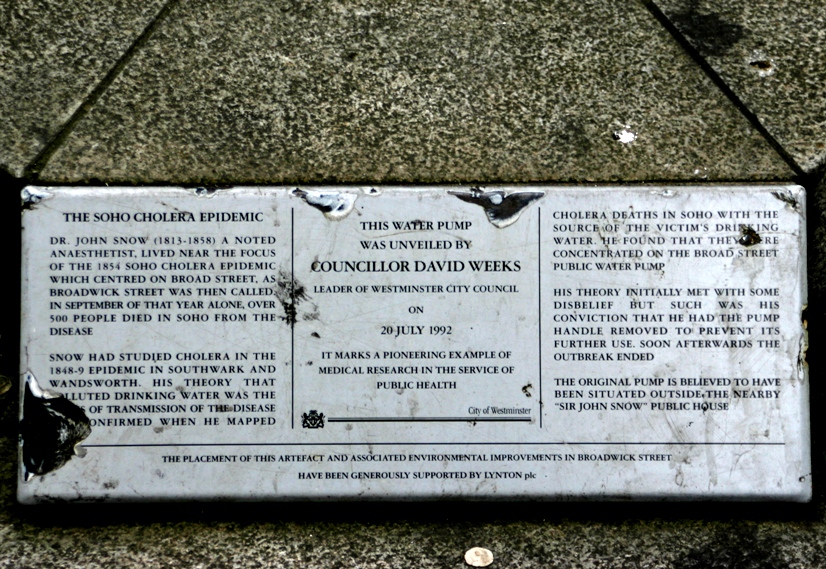 THE SOHO CHOLERA EPIDEMIC
DR. JOHN SNOW (1813-1858) A NOTED
ANAESTHETIST, LIVED NEAR THE FOCUS
OF THE 1854 SOHO CHOLERA EPIDEMIC
WHICH CENTRED ON BROAD STREET, AS
BROADWICK STREET WAS THEN CALLED.
IN SEPTEMBER OF THAT YEAR ALONE, OVER
500 PEOPLE DIED IN SOHO FROM THE
DISEASE
SNOW HAD STUDIED CHOLERA IN THE
1848-9 EPIDEMIC IN SOUTHWARK AND
WANDSWORTH. HIS THEORY THAT
LLUTED DRINKING WATER WAS THE
S OF TRANSMISSION OF THE DISEASE
ONFIRMED WHEN HE MAPPED
THIS WATER PUMP
WAS UNVEILED BY
COUNCILLOR DAVID WEEKS
LEADER OF WESTMINSTER CITY COUNCIL
ON
20 JULY 1992
IT MARKS A PIONEERING EXAMPLE OF
MEDICAL RESEARCH IN THE SERVICE OF
PUBLIC HEALTH
City of Westminster
CHOLERA DEATHS IN SOHO WITH THE
SOURCE OF THE VICTIM'S DRINKING
WATER. HE FOUND THAT THEY WERE
CONCENTRATED ON THE BROAD STREET
PUBLIC WATER PUMP
HIS THEORY INITIALLY MET WITH SOME
DISBELIEF BUT SUCH WAS HIS
CONVICTION THAT HE HAD THE PUMP
HANDLE REMOVED TO PREVENT ITS
FURTHER USE. SOON AFTERWARDS THE
OUTBREAK ENDED
THE ORIGINAL PUMP IS BELIEVED TO HAVE
BEEN SITUATED OUTSIDE THE NEARBY
"SIR JOHN SNOW" PUBLIC HOUSE
THE PLACEMENT OF THIS ARTEFACT AND ASSOCIATED ENVIRONMENTAL IMPROVEMENTS IN BROADWICK STREET
HAVE BEEN GENEROUSLY SUPPORTED BY LYNTON plc